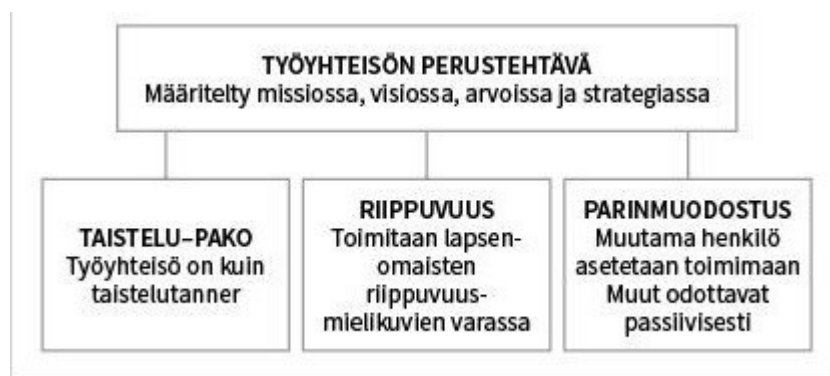 TYÖYHTEISÖN PERUSTEHTÄVÄ
Määritelty missiossa, visiossa, arvoissa ja strategiassa
TAISTELU–PAKO
Työyhteisö on kuin
taistelutanner
RIIPPUVUUS
Toimitaan lapsen-
omaisten
riippuvuus-
mielikuvien varassa
PARINMUODOSTUS
Muutama henkilö
asetetaan toimimaan
Muut odottavat
passiivisesti